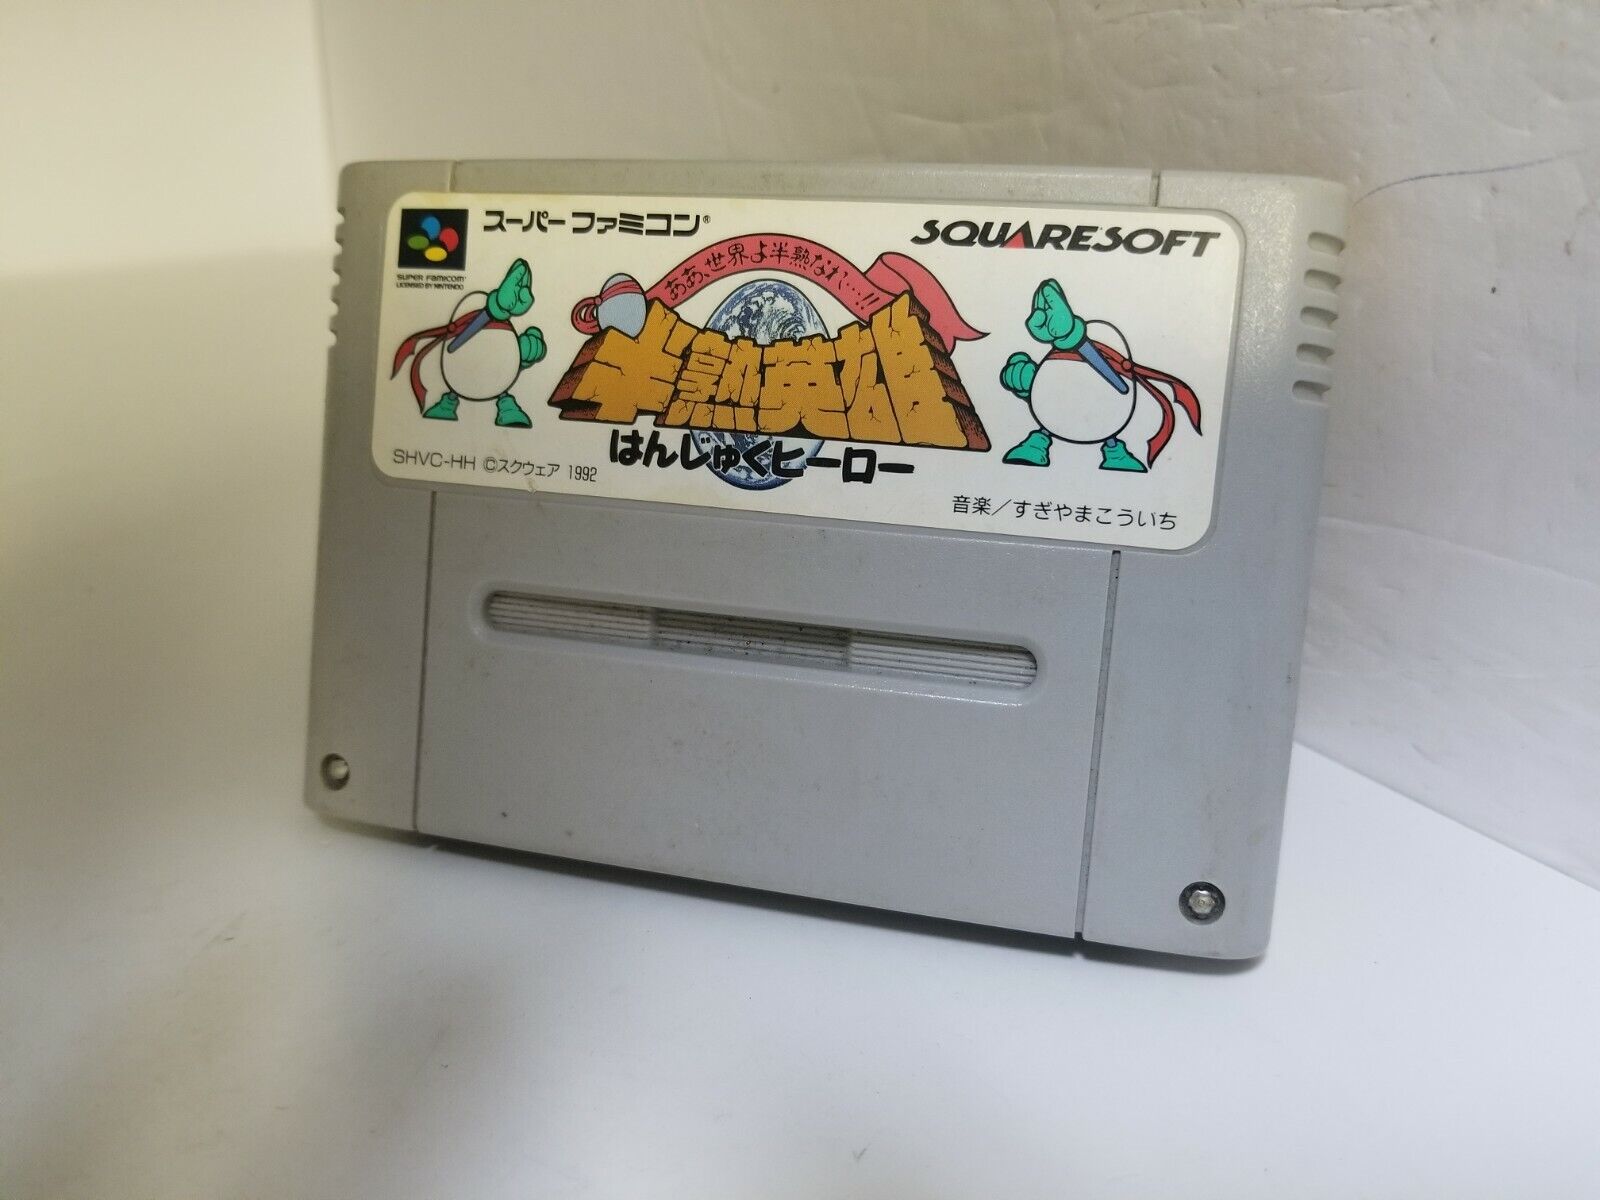 スーパーファミコン®
SQUARESOFT
SUPER FAMICOM®
LICENSED BY NINTENDO
ああ、世界よ半熟なれ…!!
半熟英雄
はんじゅくヒーロー
SHVC-HH ©スクウェア 1992
音楽/すぎやまこういち